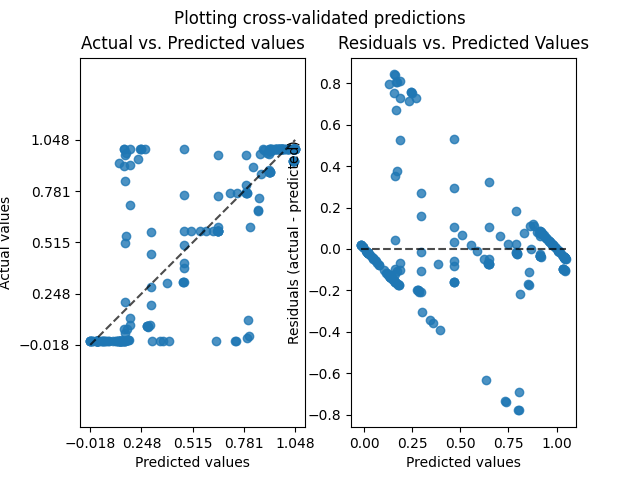 Plotting cross-validated predictions
Actual vs. Predicted values
Actual values
1.048
0.781
0.515
0.248
−0.018
−0.018 0.248 0.515 0.781 1.048
Predicted values
Residuals vs. Predicted Values
Residuals (actual - predicted)
0.8
0.6
0.4
0.2
0.0
−0.2
−0.4
−0.6
−0.8
0.00 0.25 0.50 0.75 1.00
Predicted values